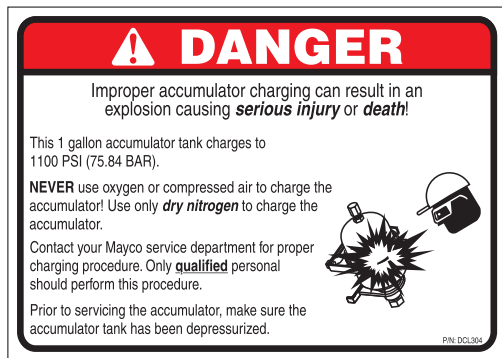 DANGER
Improper accumulator charging can result in an
explosion causing serious injury or death!
This 1 gallon accumulator tank charges to
1100 PSI (75.84 BAR).
NEVER use oxygen or compressed air to charge the
accumulator! Use only dry nitrogen to charge the
accumulator.
Contact your Mayco service department for proper
charging procedure. Only qualified personal
should perform this procedure.
Prior to servicing the accumulator, make sure the
accumulator tank has been depressurized.
P/N: DCL304